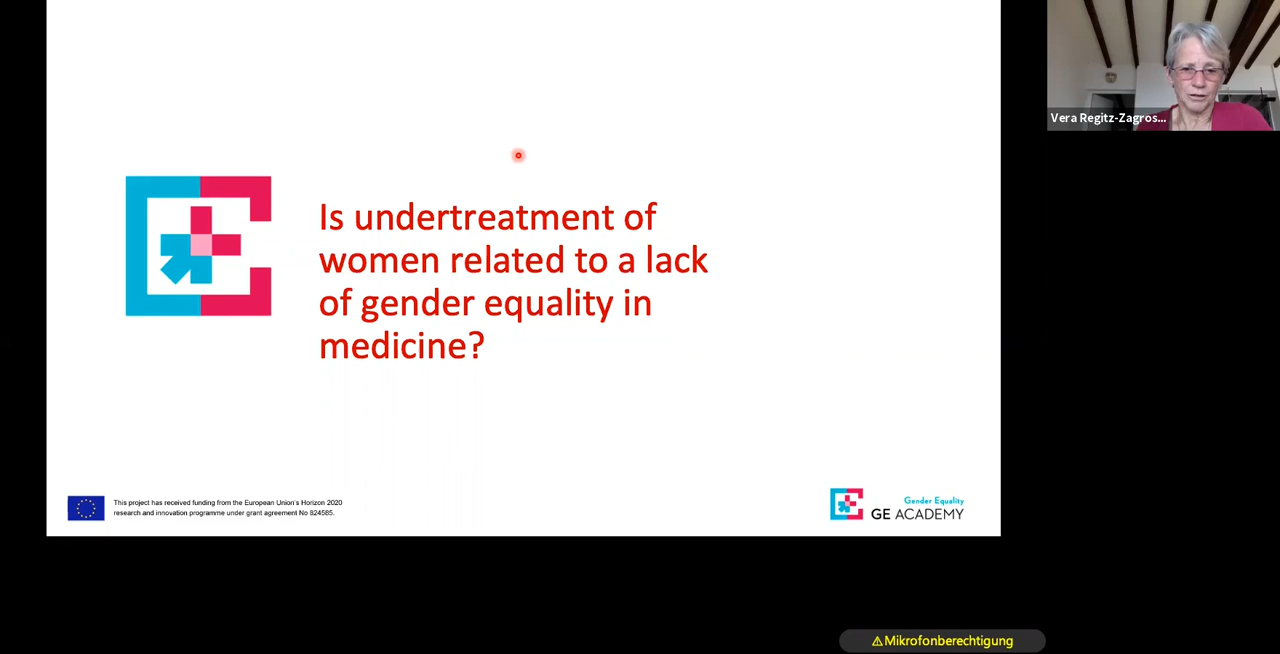 Vera Regitz-Zagros...
Is undertreatment of
women related to a lack
of gender equality in
medicine?
This project has received funding from the European Union's Horizon 2020
research and innovation programme under grant agreement No 824585.
Gender Equality
GE ACADEMY
⚠Mikrofonberechtigung